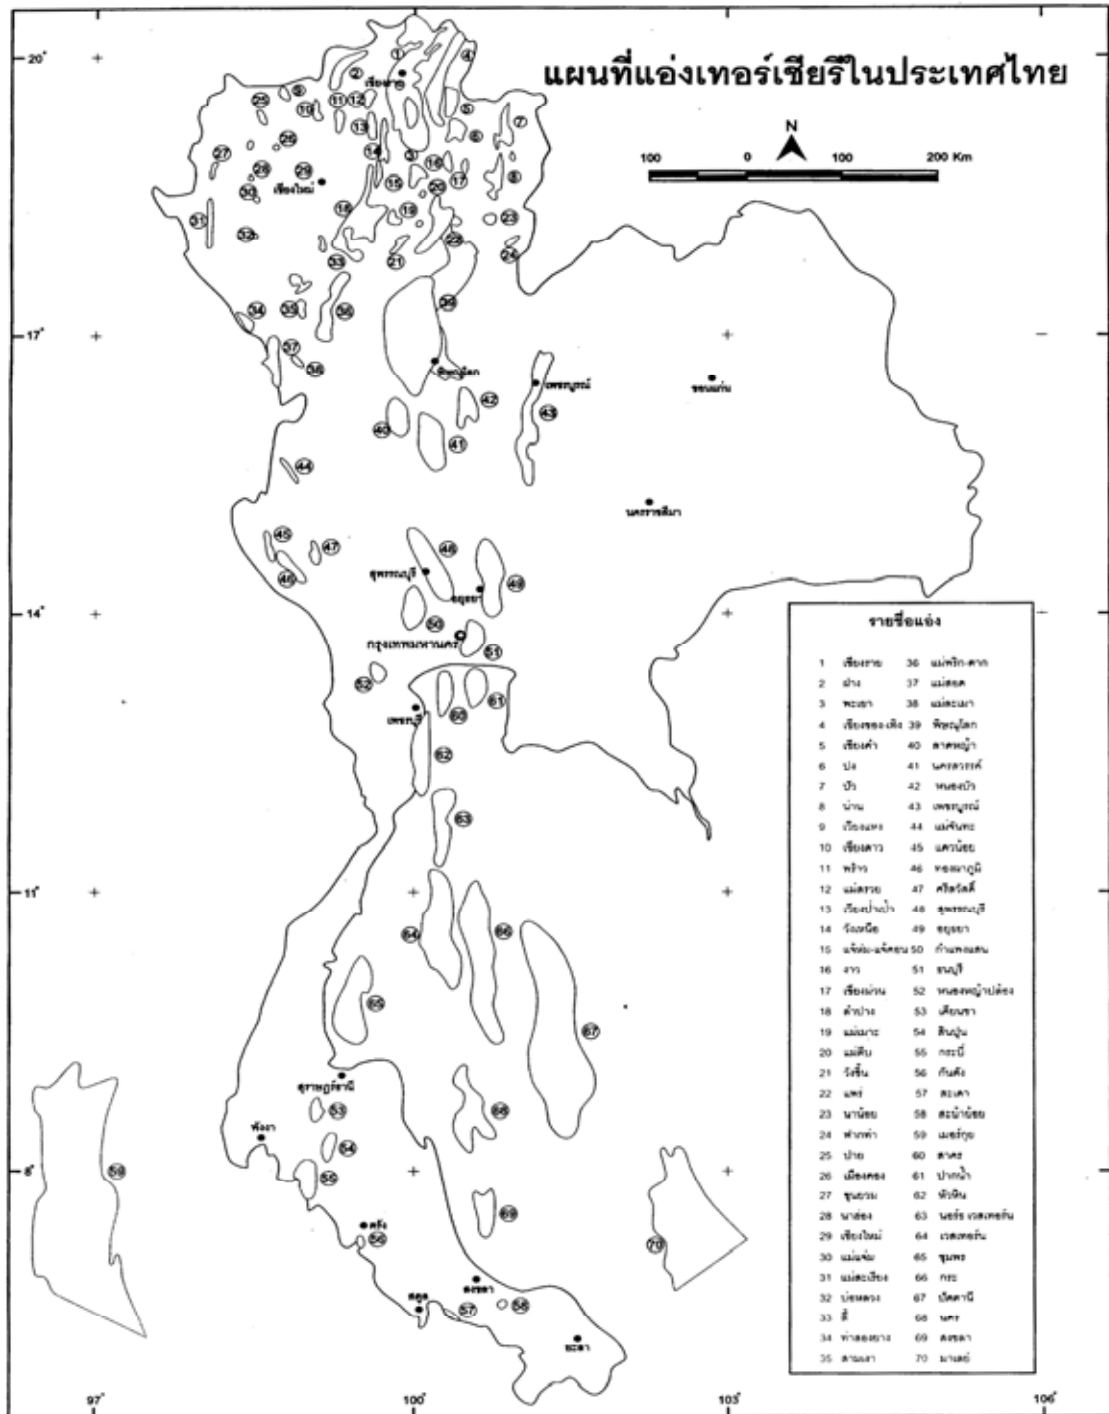 แผนที่แอ่งเทอร์เชียรีในประเทศไทย
N
100 0 100 200 Km
20°
17°
14°
11°
8°
97° 100° 103° 106°
เชียงราย
เชียงใหม่
พิษณุโลก
เพชรบูรณ์
ขอนแก่น
นครราชสีมา
สุพรรณบุรี
อยุธยา
กรุงเทพมหานคร
เพชรบุรี
สุราษฎร์ธานี
พังงา
ตรัง
สงขลา
สตูล
ยะลา
รายชื่อแอ่ง
1 เชียงราย 36 แม่พริก-ตาก
2 ฝาง 37 แม่สอด
3 พะเยา 38 แม่ละเมา
4 เชียงของ-เทิง 39 พิษณุโลก
5 เชียงคำ 40 ลาดหญ้า
6 ปง 41 นครสวรรค์
7 ปัว 42 หนองบัว
8 น่าน 43 เพชรบูรณ์
9 เวียงแหง 44 แม่จันทะ
10 เชียงดาว 45 แควน้อย
11 พร้าว 46 ทองผาภูมิ
12 แม่สรวย 47 ศรีสวัสดิ์
13 เวียงป่าเป้า 48 สุพรรณบุรี
14 วังเหนือ 49 อยุธยา
15 แจ้ห่ม-แจ้คอน 50 กำแพงแสน
16 งาว 51 ธนบุรี
17 เชียงม่วน 52 หนองหญ้าปล้อง
18 ลำปาง 53 เคียนซา
19 แม่เมาะ 54 สินปุน
20 แม่ตีบ 55 กระบี่
21 วังชิ้น 56 กันตัง
22 แพร่ 57 สะเดา
23 นาน้อย 58 สะบ้าย้อย
24 ฟากท่า 59 เมอร์กุย
25 ปาย 60 สาคร
26 เมืองคอง 61 ปากน้ำ
27 ขุนยวม 62 หัวหิน
28 นาฮ่อง 63 นอร์ธ เวสเทอร์น
29 เชียงใหม่ 64 เวสเทอร์น
30 แม่แจ่ม 65 ชุมพร
31 แม่สะเรียง 66 กระ
32 บ่อหลวง 67 ปัตตานี
33 ลี้ 68 นคร
34 ท่าสองยาง 69 สงขลา
35 สามเงา 70 มาเลย์